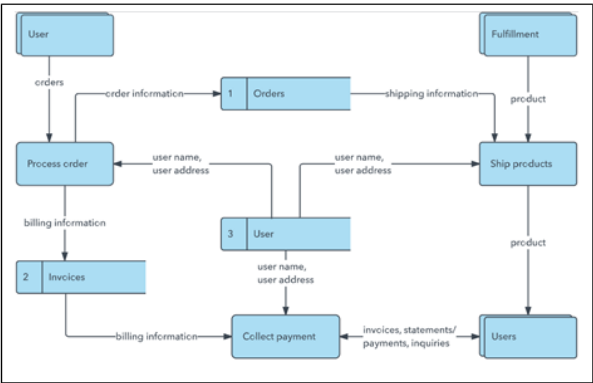 User
Fulfillment
orders
order information
1 Orders
shipping information
product
Process order
user name,
user address
user name,
user address
Ship products
billing information
3 User
product
2 Invoices
user name,
user address
billing information
Collect payment
invoices, statements/
payments, inquiries
Users